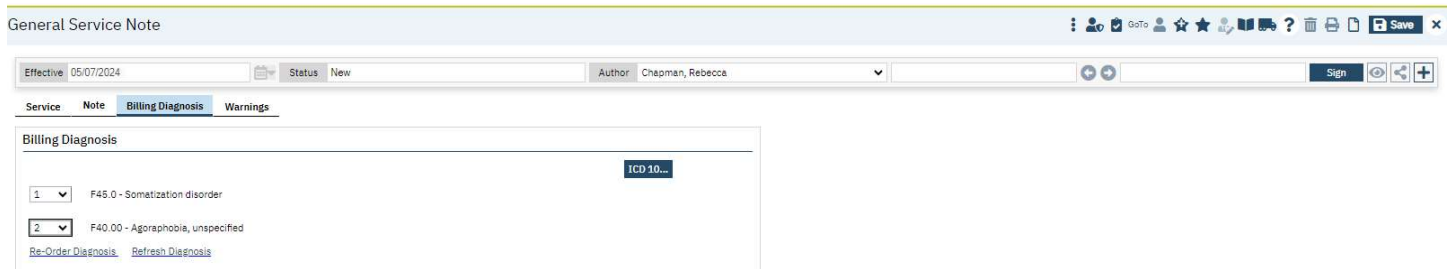 General Service Note
GoTo ? Save ×
Effective 05/07/2024 Status New Author Chapman, Rebecca Sign
Service Note Billing Diagnosis Warnings
Billing Diagnosis
ICD 10...
1 F45.0 - Somatization disorder
2 F40.00 - Agoraphobia, unspecified
Re-Order Diagnosis Refresh Diagnosis